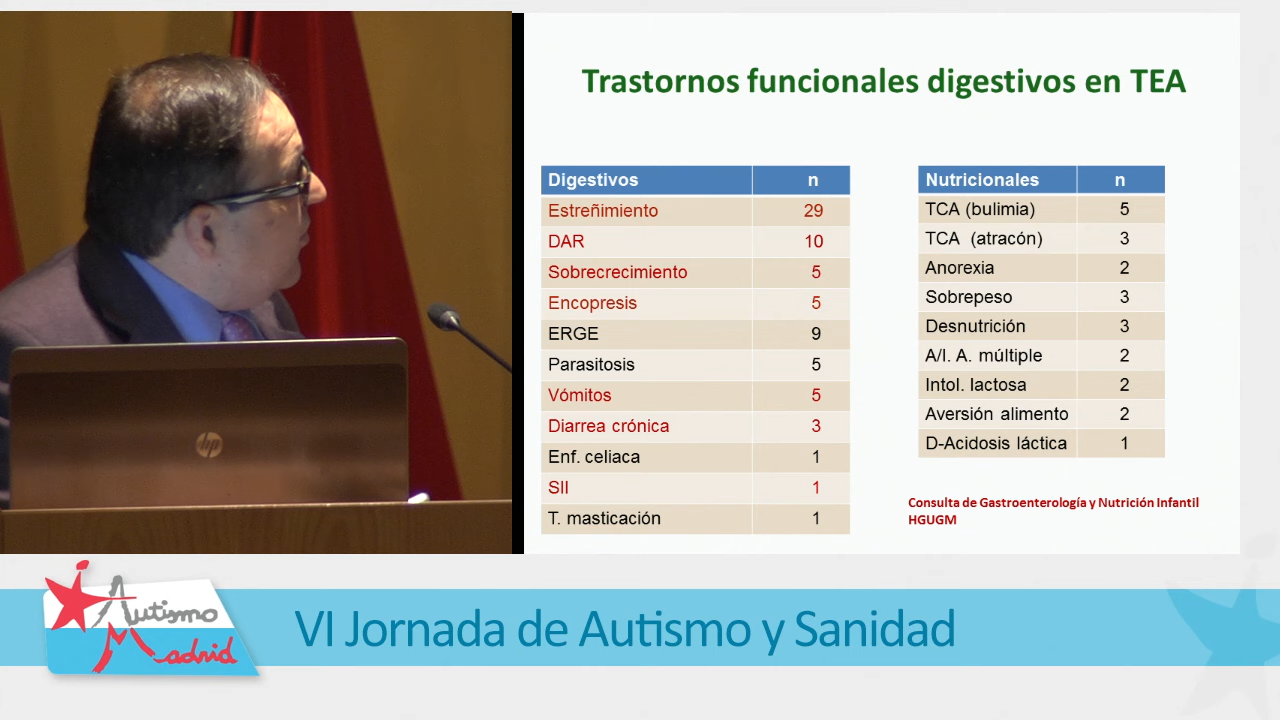 Trastornos funcionales digestivos en TEA
Digestivos n
Estreñimiento 29
DAR 10
Sobrecrecimiento 5
Encopresis 5
ERGE 9
Parasitosis 5
Vómitos 5
Diarrea crónica 3
Enf. celiaca 1
SII 1
T. masticación 1
Nutricionales n
TCA (bulimia) 5
TCA (atracón) 3
Anorexia 2
Sobrepeso 3
Desnutrición 3
A/I. A. múltiple 2
Intol. lactosa 2
Aversión alimento 2
D-Acidosis láctica 1
Consulta de Gastroenterología y Nutrición Infantil
HGUGM
hp
Autismo
Madrid
VI Jornada de Autismo y Sanidad